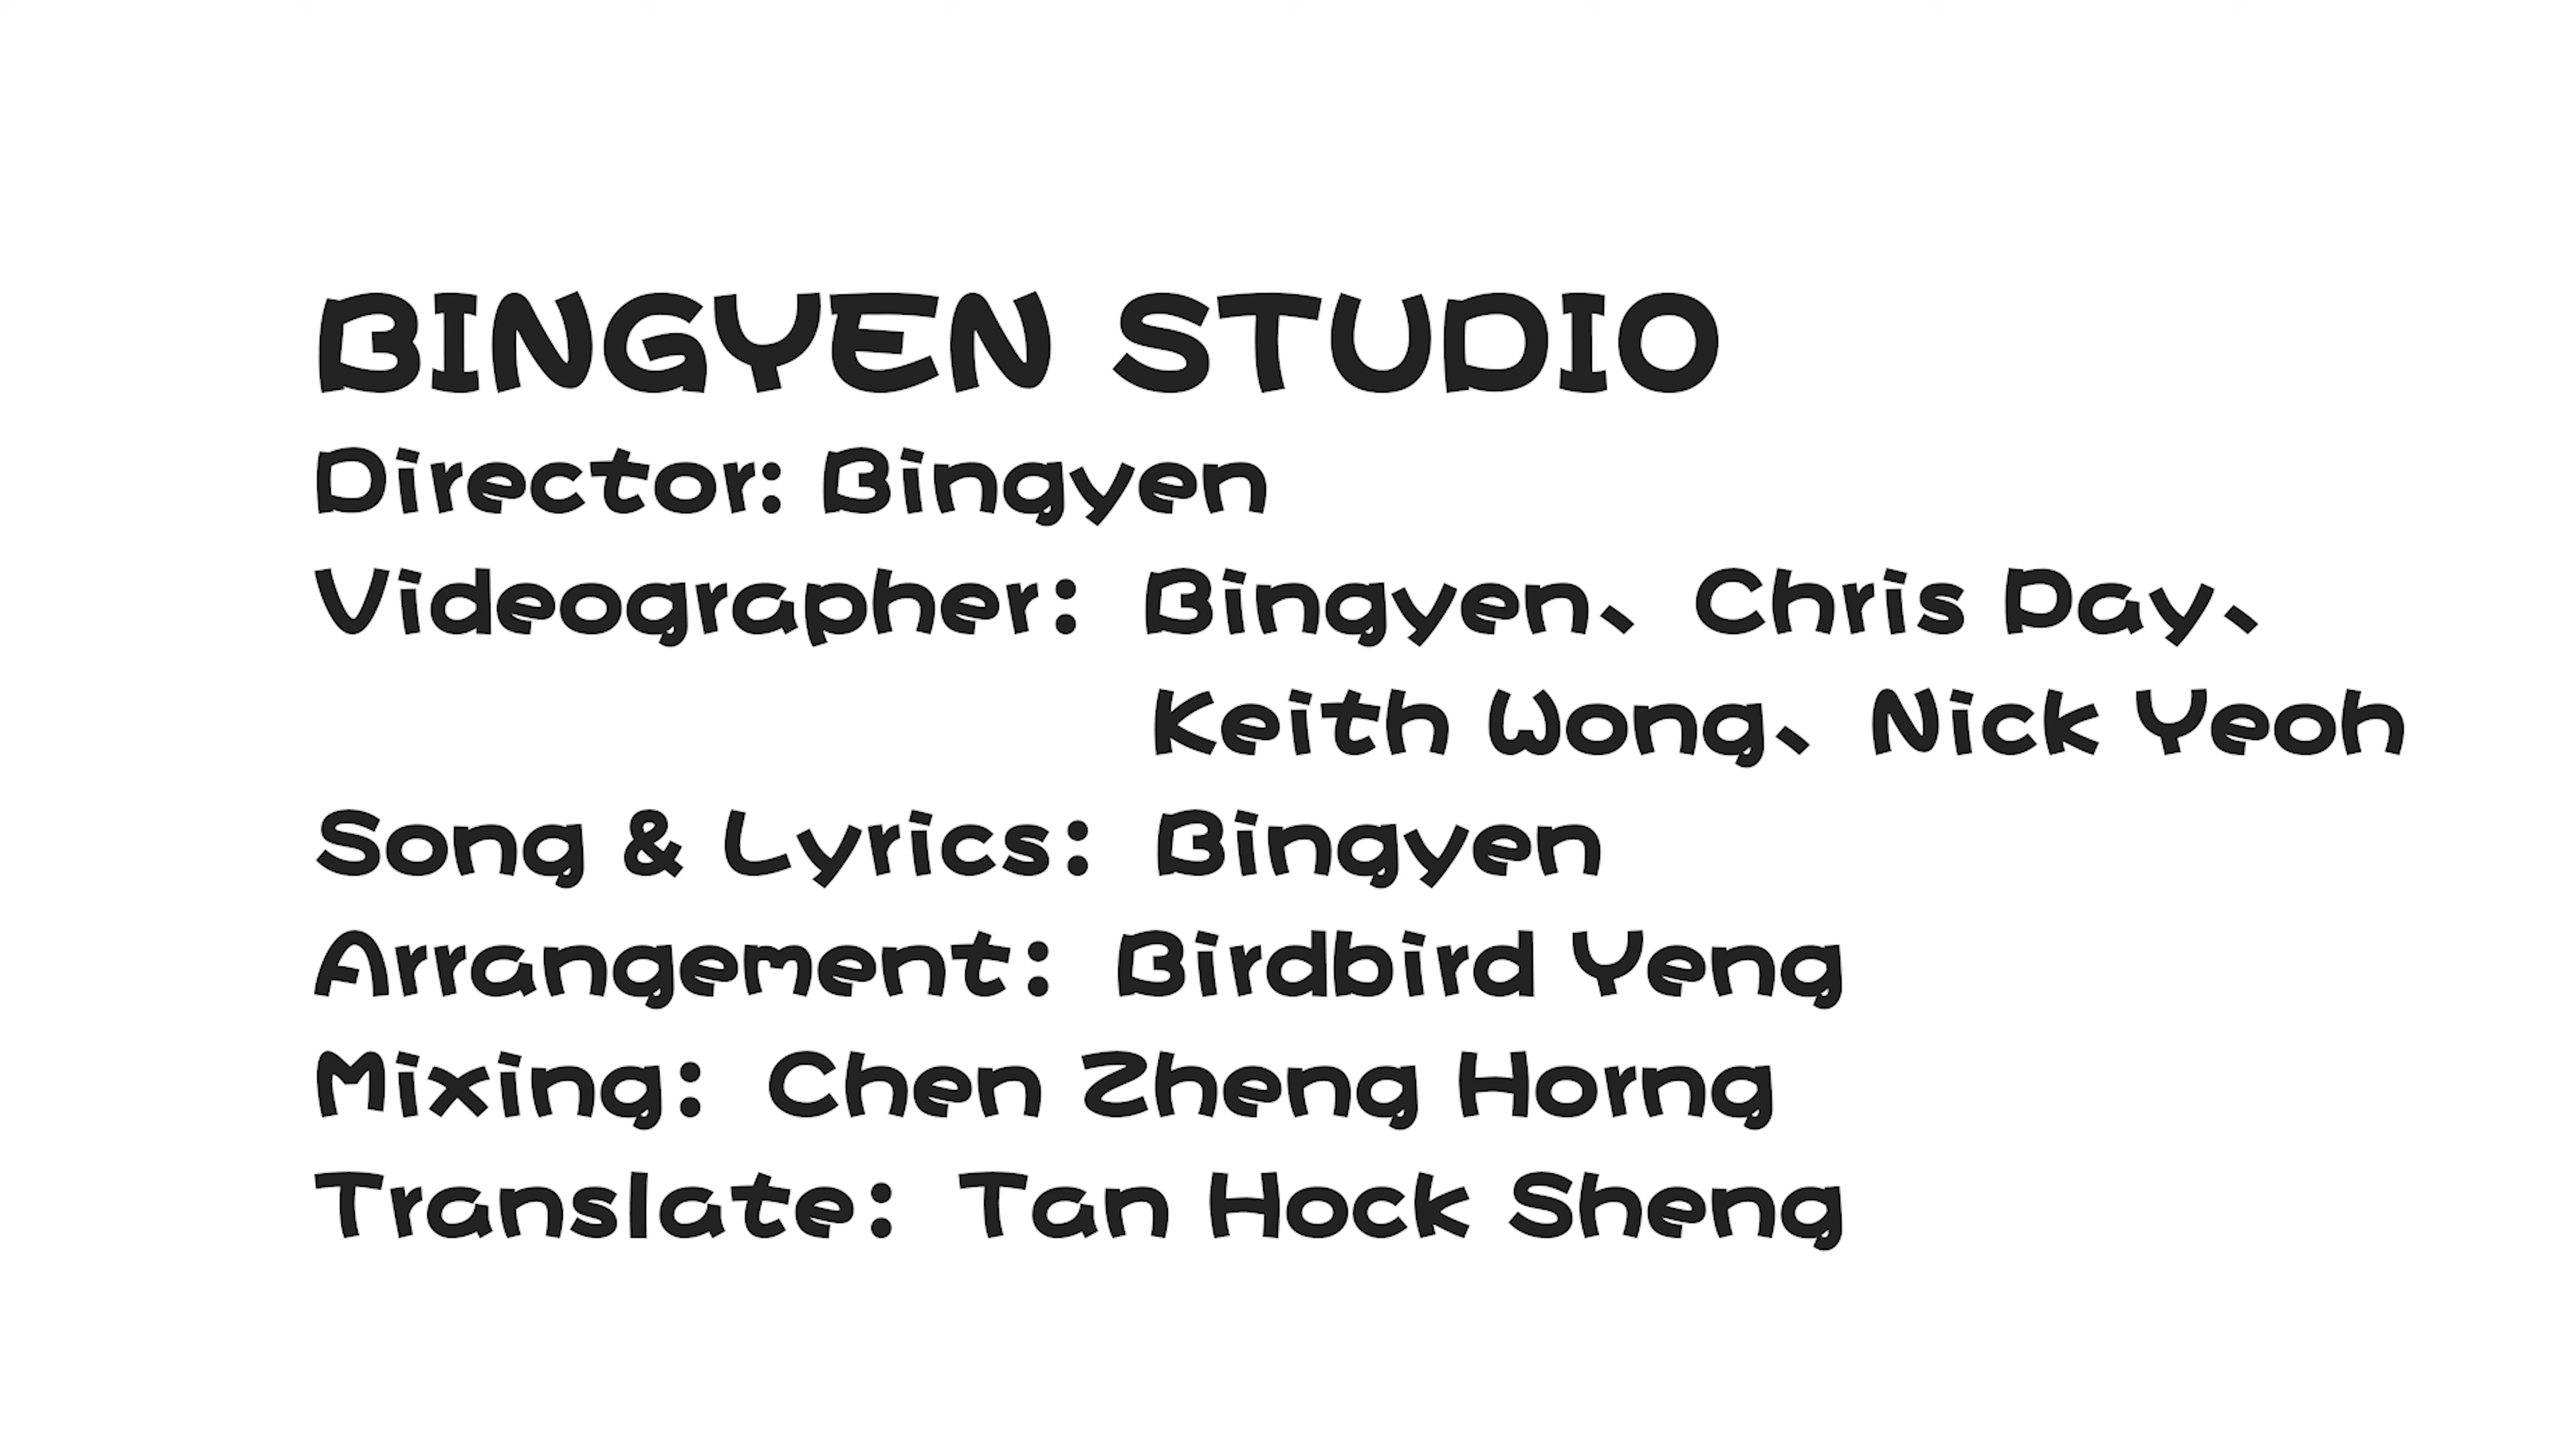 BINGYEN STUDIO
Director: Bingyen
Videographer： Bingyen、Chris Day、
Keith Wong、Nick Yeoh
Song & Lyrics： Bingyen
Arrangement： Birdbird Yeng
Mixing： Chen Zheng Horng
Translate： Tan Hock Sheng